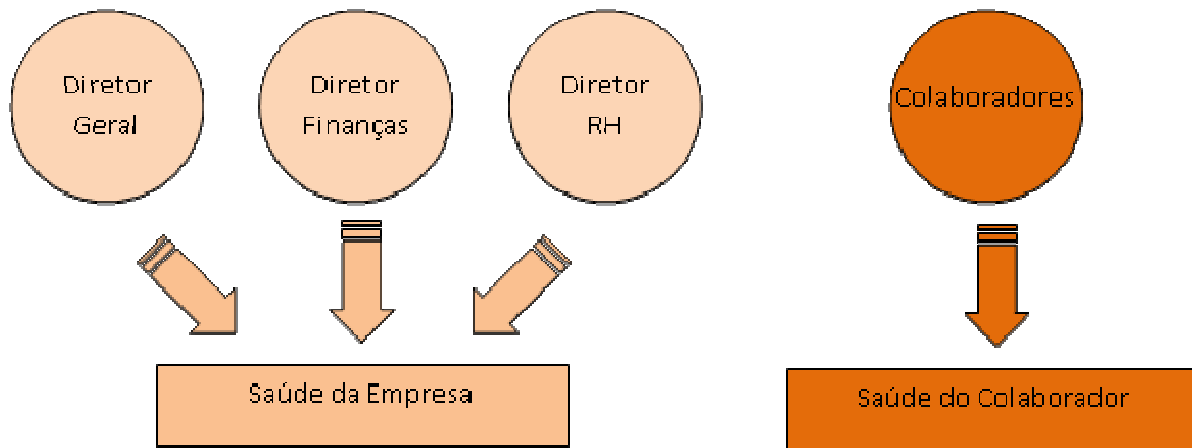 Diretor
Geral
Diretor
Finanças
Diretor
RH
Colaboradores
Saúde da Empresa
Saúde do Colaborador